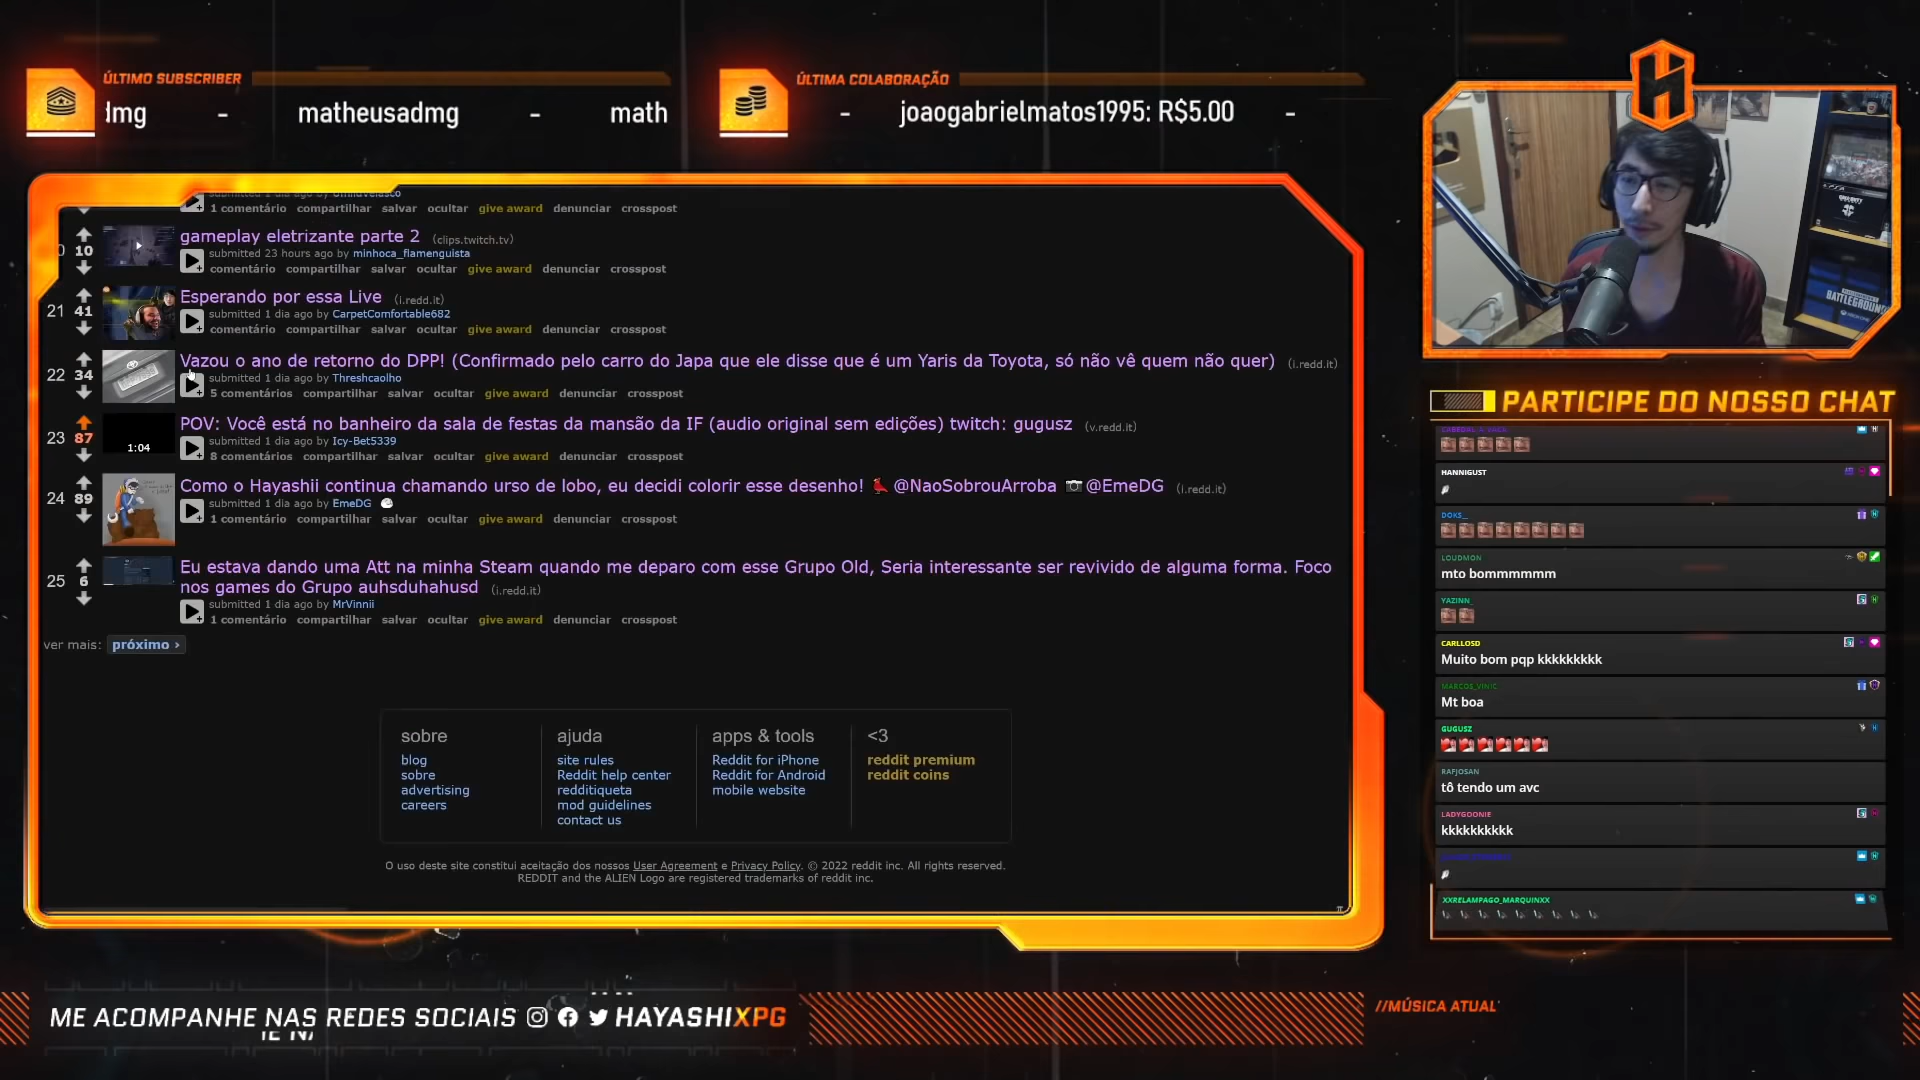 ÚLTIMO SUBSCRIBER
dmg - matheusadmg - math
ÚLTIMA COLABORAÇÃO
- joaogabrielmatos1995: R$5.00 -
submitted 1 dia ago by
1 comentário compartilhar salvar ocultar give award denunciar crosspost
10
gameplay eletrizante parte 2 (clips.twitch.tv)
submitted 23 hours ago by minhoca_flamenguista
comentário compartilhar salvar ocultar give award denunciar crosspost
21 41
Esperando por essa Live (i.redd.it)
submitted 1 dia ago by CarpetComfortable682
comentário compartilhar salvar ocultar give award denunciar crosspost
22 34
Vazou o ano de retorno do DPP! (Confirmado pelo carro do Japa que ele disse que é um Yaris da Toyota, só não vê quem não quer) (i.redd.it)
submitted 1 dia ago by Threshcaolho
5 comentários compartilhar salvar ocultar give award denunciar crosspost
23 87
1:04
POV: Você está no banheiro da sala de festas da mansão da IF (audio original sem edições) twitch: gugusz (v.redd.it)
submitted 1 dia ago by Icy-Bet5339
8 comentários compartilhar salvar ocultar give award denunciar crosspost
24 89
Como o Hayashii continua chamando urso de lobo, eu decidi colorir esse desenho! @NaoSobrouArroba @EmeDG (i.redd.it)
submitted 1 dia ago by EmeDG
1 comentário compartilhar salvar ocultar give award denunciar crosspost
25 6
Eu estava dando uma Att na minha Steam quando me deparo com esse Grupo Old, Seria interessante ser revivido de alguma forma. Foco
nos games do Grupo auhsduhahusd (i.redd.it)
submitted 1 dia ago by MrVinnii
1 comentário compartilhar salvar ocultar give award denunciar crosspost
ver mais: próximo ›
sobre
blog
sobre
advertising
careers
ajuda
site rules
Reddit help center
redditiqueta
mod guidelines
contact us
apps & tools
Reddit for iPhone
Reddit for Android
mobile website
<3
reddit premium
reddit coins
O uso deste site constitui aceitação dos nossos User Agreement e Privacy Policy. © 2022 reddit inc. All rights reserved.
REDDIT and the ALIEN Logo are registered trademarks of reddit inc.
π
H
BATTLEGROUNDS
PARTICIPE DO NOSSO CHAT
HANNIGUST
DOKS__
LOUDMON
mto bommmmmm
YAZINN_
CARLLOSD
Muito bom pqp kkkkkkkkk
MARCOS_VINIC
Mt boa
GUGUSZ
RAFJOSAN
tô tendo um avc
LADYGOONIE
kkkkkkkkkk
XXRELAMPAGO_MARQUINXX
ME ACOMPANHE NAS REDES SOCIAIS HAYASHIXPG
//MÚSICA ATUAL